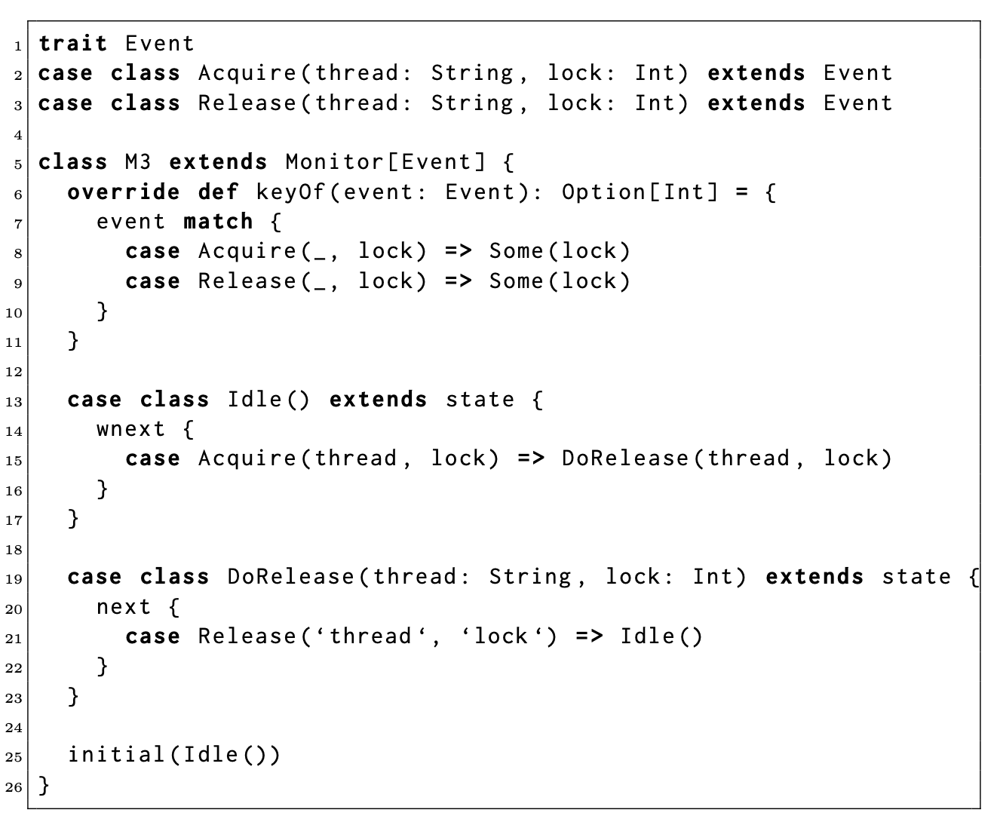 1 trait Event
2 case class Acquire(thread: String, lock: Int) extends Event
3 case class Release(thread: String, lock: Int) extends Event
4
5 class M3 extends Monitor[Event] {
6   override def keyOf(event: Event): Option[Int] = {
7     event match {
8       case Acquire(_, lock) => Some(lock)
9       case Release(_, lock) => Some(lock)
10     }
11   }
12
13   case class Idle() extends state {
14     wnext {
15       case Acquire(thread, lock) => DoRelease(thread, lock)
16     }
17   }
18
19   case class DoRelease(thread: String, lock: Int) extends state {
20     next {
21       case Release(‘thread‘, ‘lock‘) => Idle()
22     }
23   }
24
25   initial(Idle())
26 }